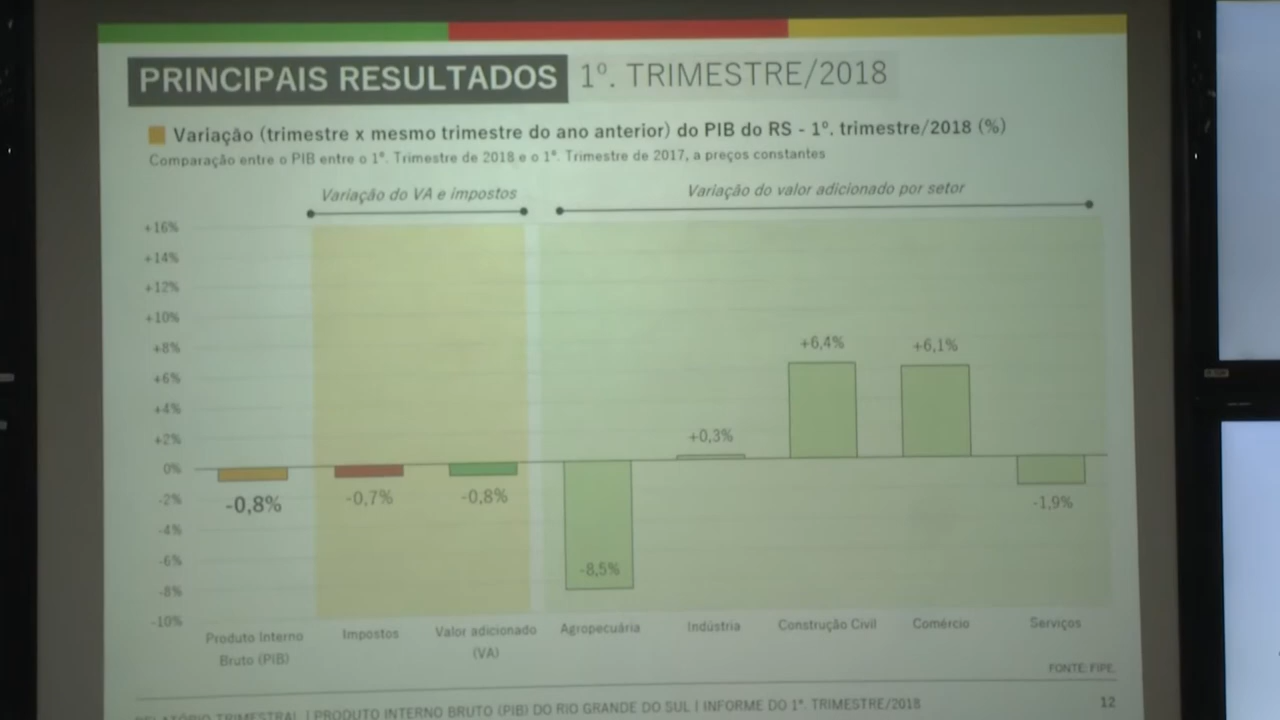 PRINCIPAIS RESULTADOS 1º. TRIMESTRE/2018
Variação (trimestre x mesmo trimestre do ano anterior) do PIB do RS - 1º. trimestre/2018 (%)
Comparação entre o PIB entre o 1º. Trimestre de 2018 e o 1º. Trimestre de 2017, a preços constantes
Variação do VA e impostos
Variação do valor adicionado por setor
+16%
+14%
+12%
+10%
+8%
+6%
+4%
+2%
0%
-2%
-4%
-6%
-8%
-10%
-0,8%
-0,7%
-0,8%
-8,5%
+0,3%
+6,4%
+6,1%
-1,9%
Produto Interno
Bruto (PIB)
Impostos
Valor adicionado
(VA)
Agropecuária
Indústria
Construção Civil
Comércio
Serviços
FONTE: FIPE.
RELATÓRIO TRIMESTRAL | PRODUTO INTERNO BRUTO (PIB) DO RIO GRANDE DO SUL | INFORME DO 1º. TRIMESTRE/2018
12